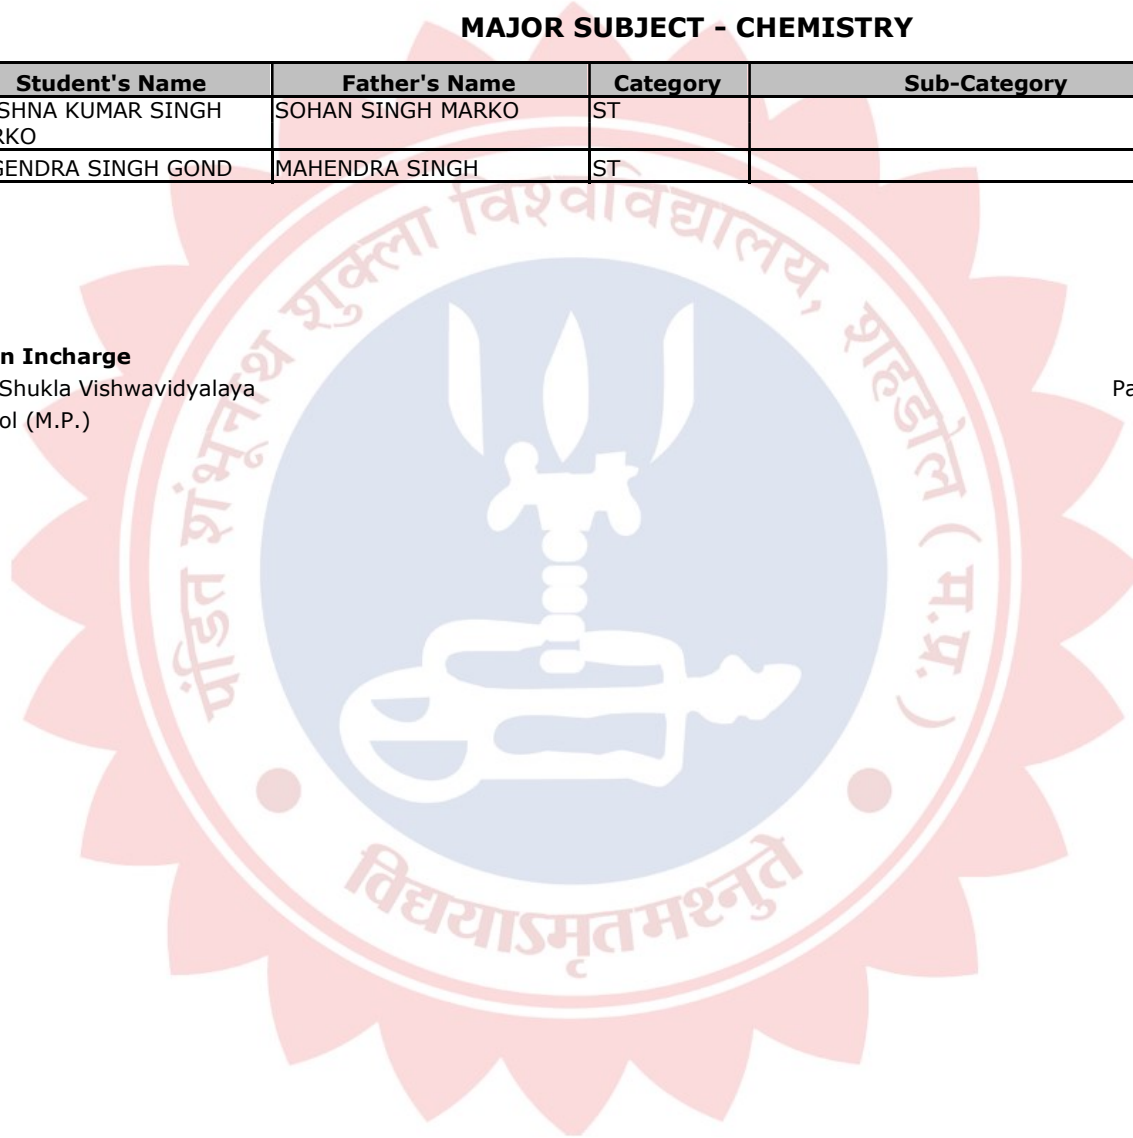 MAJOR SUBJECT - CHEMISTRY
Student's Name Father's Name Category Sub-Category
SHNA KUMAR SINGH SOHAN SINGH MARKO ST
RKO
GENDRA SINGH GOND MAHENDRA SINGH ST
n Incharge
Shukla Vishwavidyalaya Pa
ol (M.P.)
पंडित शंभूनाथ शुक्ला विश्वविद्यालय, शहडोल (म.प्र.)
विद्ययाऽमृतमश्नुते